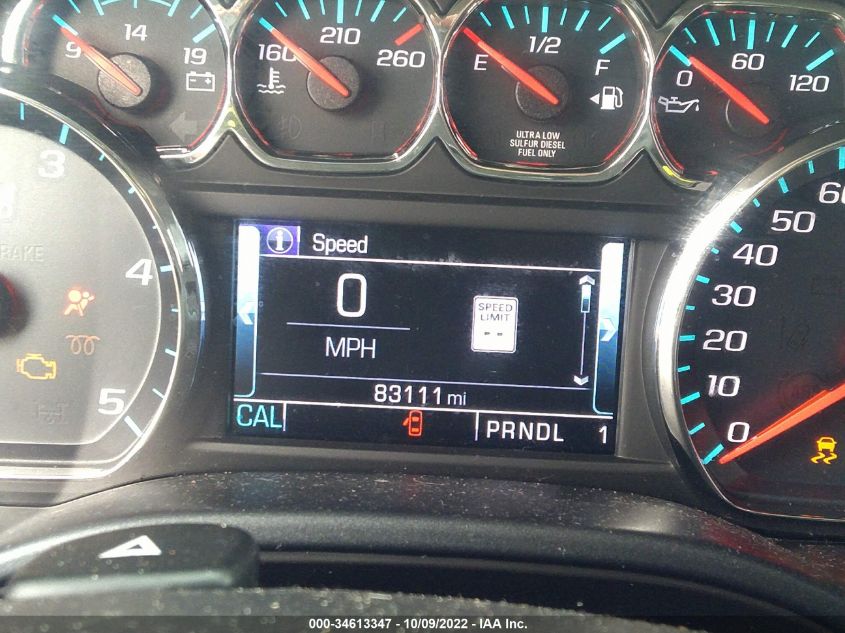 9 14 19
160 210 260
E 1/2 F
ULTRA LOW
SULFUR DIESEL
FUEL ONLY
0 60 120
3
4
5
60
50
40
30
20
10
0
i Speed
0
MPH
SPEED
LIMIT
--
83111 mi
CAL PRNDL 1
000-34613347 - 10/09/2022 - IAA Inc.